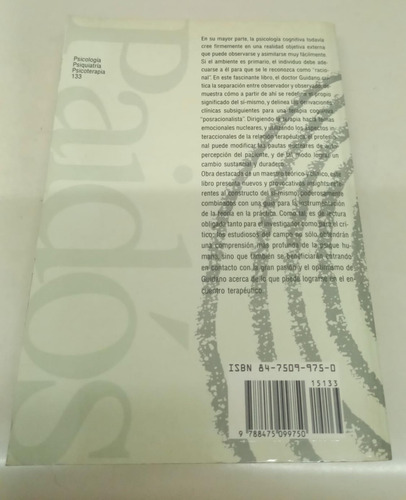 Paidós
Psicología
Psiquiatría
Psicoterapia
133
En su mayor parte, la psicología cognitiva todavía
cree firmemente en una realidad objetiva externa
que puede observarse y asimilarse muy fácilmente.
Si el ambiente es primario, el individuo debe ade-
cuarse a él para que se le reconozca como "racio-
nal". En este fascinante libro, el doctor Guidano cri-
tica la separación entre observador y observado, de-
muestra cómo a partir de ahí se redefine el propio
significado del sí-mismo, y delinea las derivaciones
clínicas subsiguientes para una terapia cognitiva
"posracionalista". Dirigiendo la terapia hacia temas
emocionales nucleares, y utilizando los aspectos in-
teraccionales de la relación terapéutica, el profesio-
nal puede modificar las pautas nucleares de auto-
percepción del paciente, y de tal modo lograr un
cambio sustancial y duradero.
Obra destacada de un maestro teórico-clínico, este
libro presenta nuevos y provocativos insights refe-
rentes al constructo del sí-mismo, poderosamente
combinados con una guía para la instrumentación
de la teoría en la práctica. Como tal, es de lectura
obligada tanto para el investigador como para el crí-
tico: los estudiosos del campo no sólo obtendrán
una comprensión más profunda de la psique hu-
mana, sino que también se beneficiarán entrando
en contacto con la gran pasión y el optimismo de
Guidano acerca de lo que puede lograrse en el en-
cuentro terapéutico.
ISBN 84-7509-975-0
15133
9 788475 099750